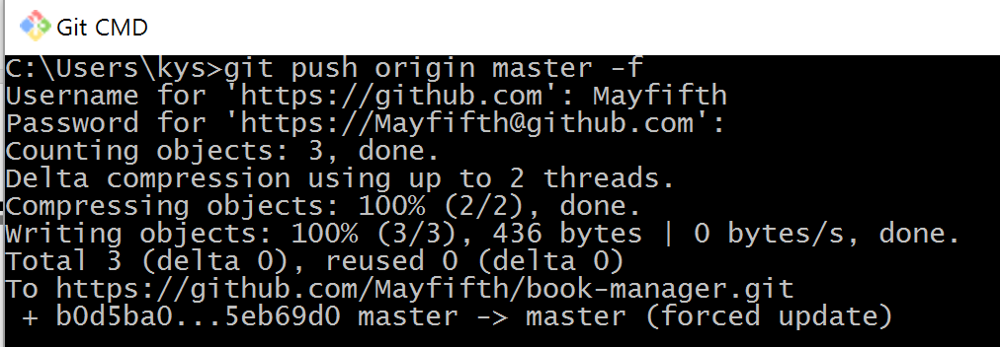 Git CMD
C:\Users\kys>git push origin master -f
Username for 'https://github.com': Mayfifth
Password for 'https://Mayfifth@github.com':
Counting objects: 3, done.
Delta compression using up to 2 threads.
Compressing objects: 100% (2/2), done.
Writing objects: 100% (3/3), 436 bytes | 0 bytes/s, done.
Total 3 (delta 0), reused 0 (delta 0)
To https://github.com/Mayfifth/book-manager.git
 + b0d5ba0...5eb69d0 master -> master (forced update)